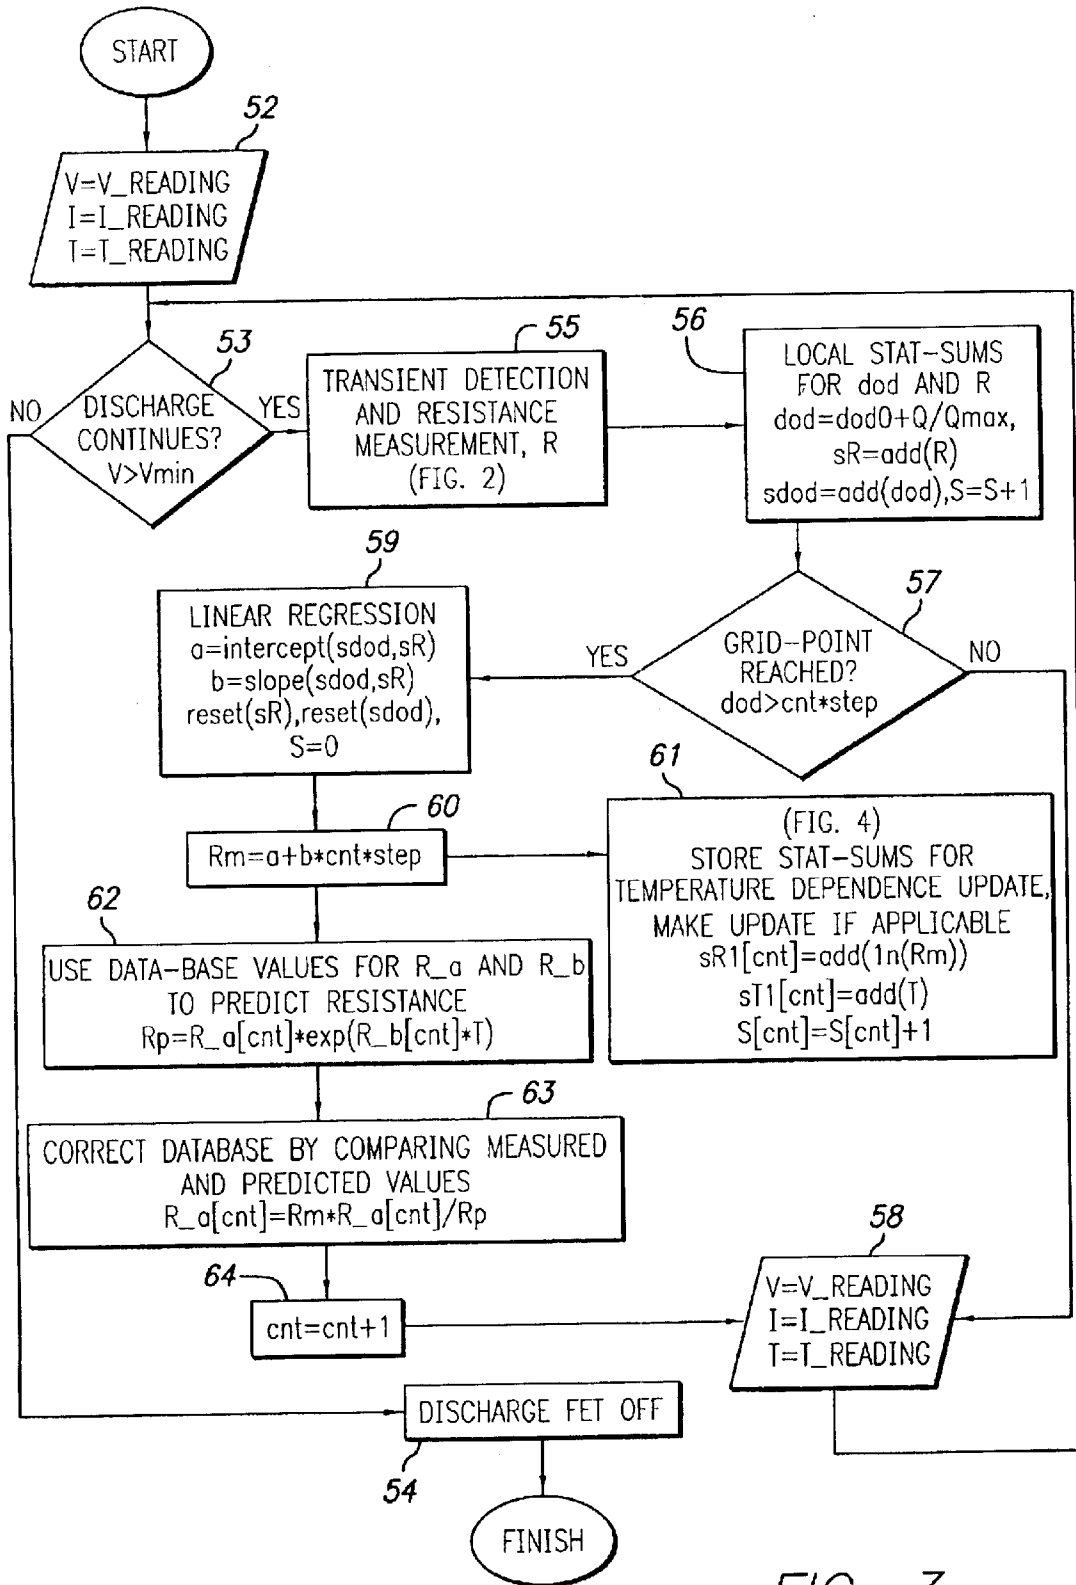 START
52
V=V_READING
I=I_READING
T=T_READING
53
NO
DISCHARGE
CONTINUES?
V>Vmin
YES
55
TRANSIENT DETECTION
AND RESISTANCE
MEASUREMENT, R
(FIG. 2)
56
LOCAL STAT-SUMS
FOR dod AND R
dod=dod0+Q/Qmax,
sR=add(R)
sdod=add(dod),S=S+1
57
GRID-POINT
REACHED?
dod>cnt*step
YES
NO
59
LINEAR REGRESSION
a=intercept(sdod,sR)
b=slope(sdod,sR)
reset(sR),reset(sdod),
S=0
60
Rm=a+b*cnt*step
61
(FIG. 4)
STORE STAT-SUMS FOR
TEMPERATURE DEPENDENCE UPDATE,
MAKE UPDATE IF APPLICABLE
sR1[cnt]=add(1n(Rm))
sT1[cnt]=add(T)
S[cnt]=S[cnt]+1
62
USE DATA-BASE VALUES FOR R_a AND R_b
TO PREDICT RESISTANCE
Rp=R_a[cnt]*exp(R_b[cnt]*T)
63
CORRECT DATABASE BY COMPARING MEASURED
AND PREDICTED VALUES
R_a[cnt]=Rm*R_a[cnt]/Rp
64
cnt=cnt+1
58
V=V_READING
I=I_READING
T=T_READING
DISCHARGE FET OFF
54
FINISH
FIG. 3